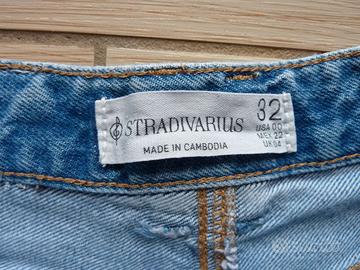 STRADIVARIUS
MADE IN CAMBODIA
32
USA 00
MEX 22
UK 04